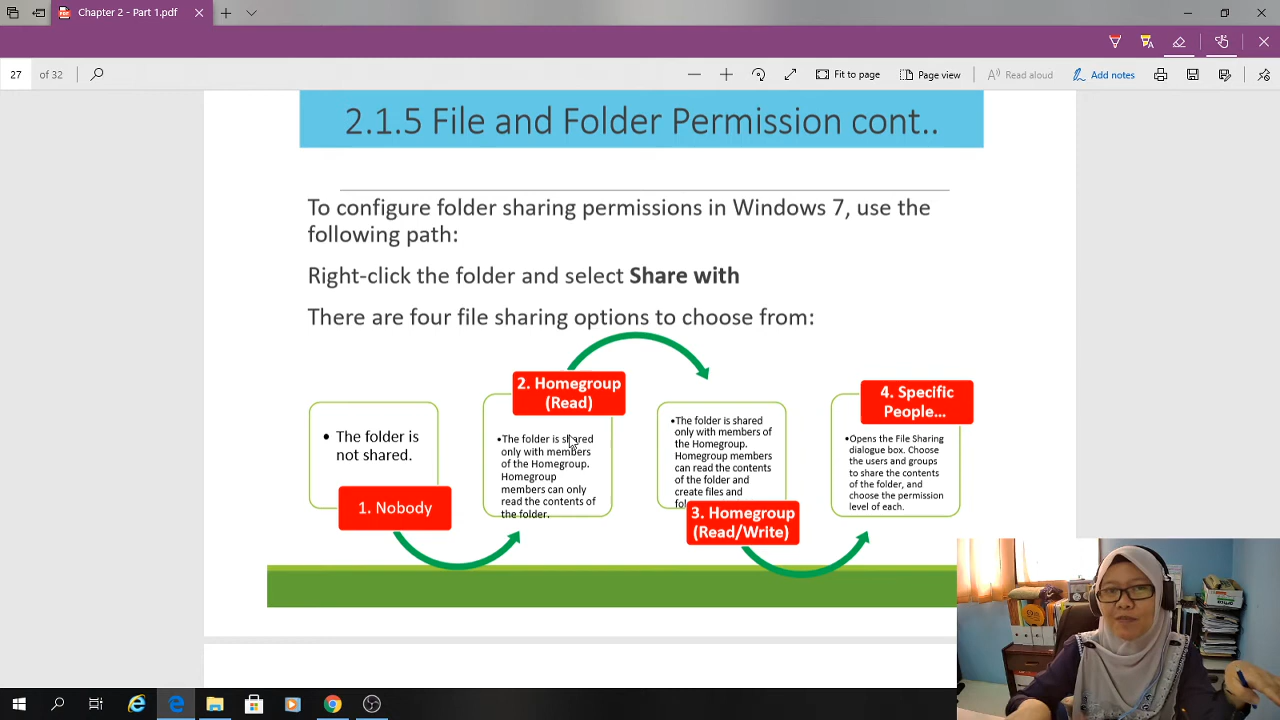 Chapter 2 - Part 1.pdf
27 of 32
Fit to page
Page view
Read aloud
Add notes
2.1.5 File and Folder Permission cont..
To configure folder sharing permissions in Windows 7, use the
following path:
Right-click the folder and select Share with
There are four file sharing options to choose from:
• The folder is
not shared.
1. Nobody
2. Homegroup
(Read)
•The folder is shared
only with members
of the Homegroup.
Homegroup
members can only
read the contents of
the folder.
•The folder is shared
only with members of
the Homegroup.
Homegroup members
can read the contents
of the folder and
create files and
3. Homegroup
(Read/Write)
4. Specific
People...
•Opens the File Sharing
dialogue box. Choose
the users and groups
to share the contents
of the folder, and
choose the permission
level of each.